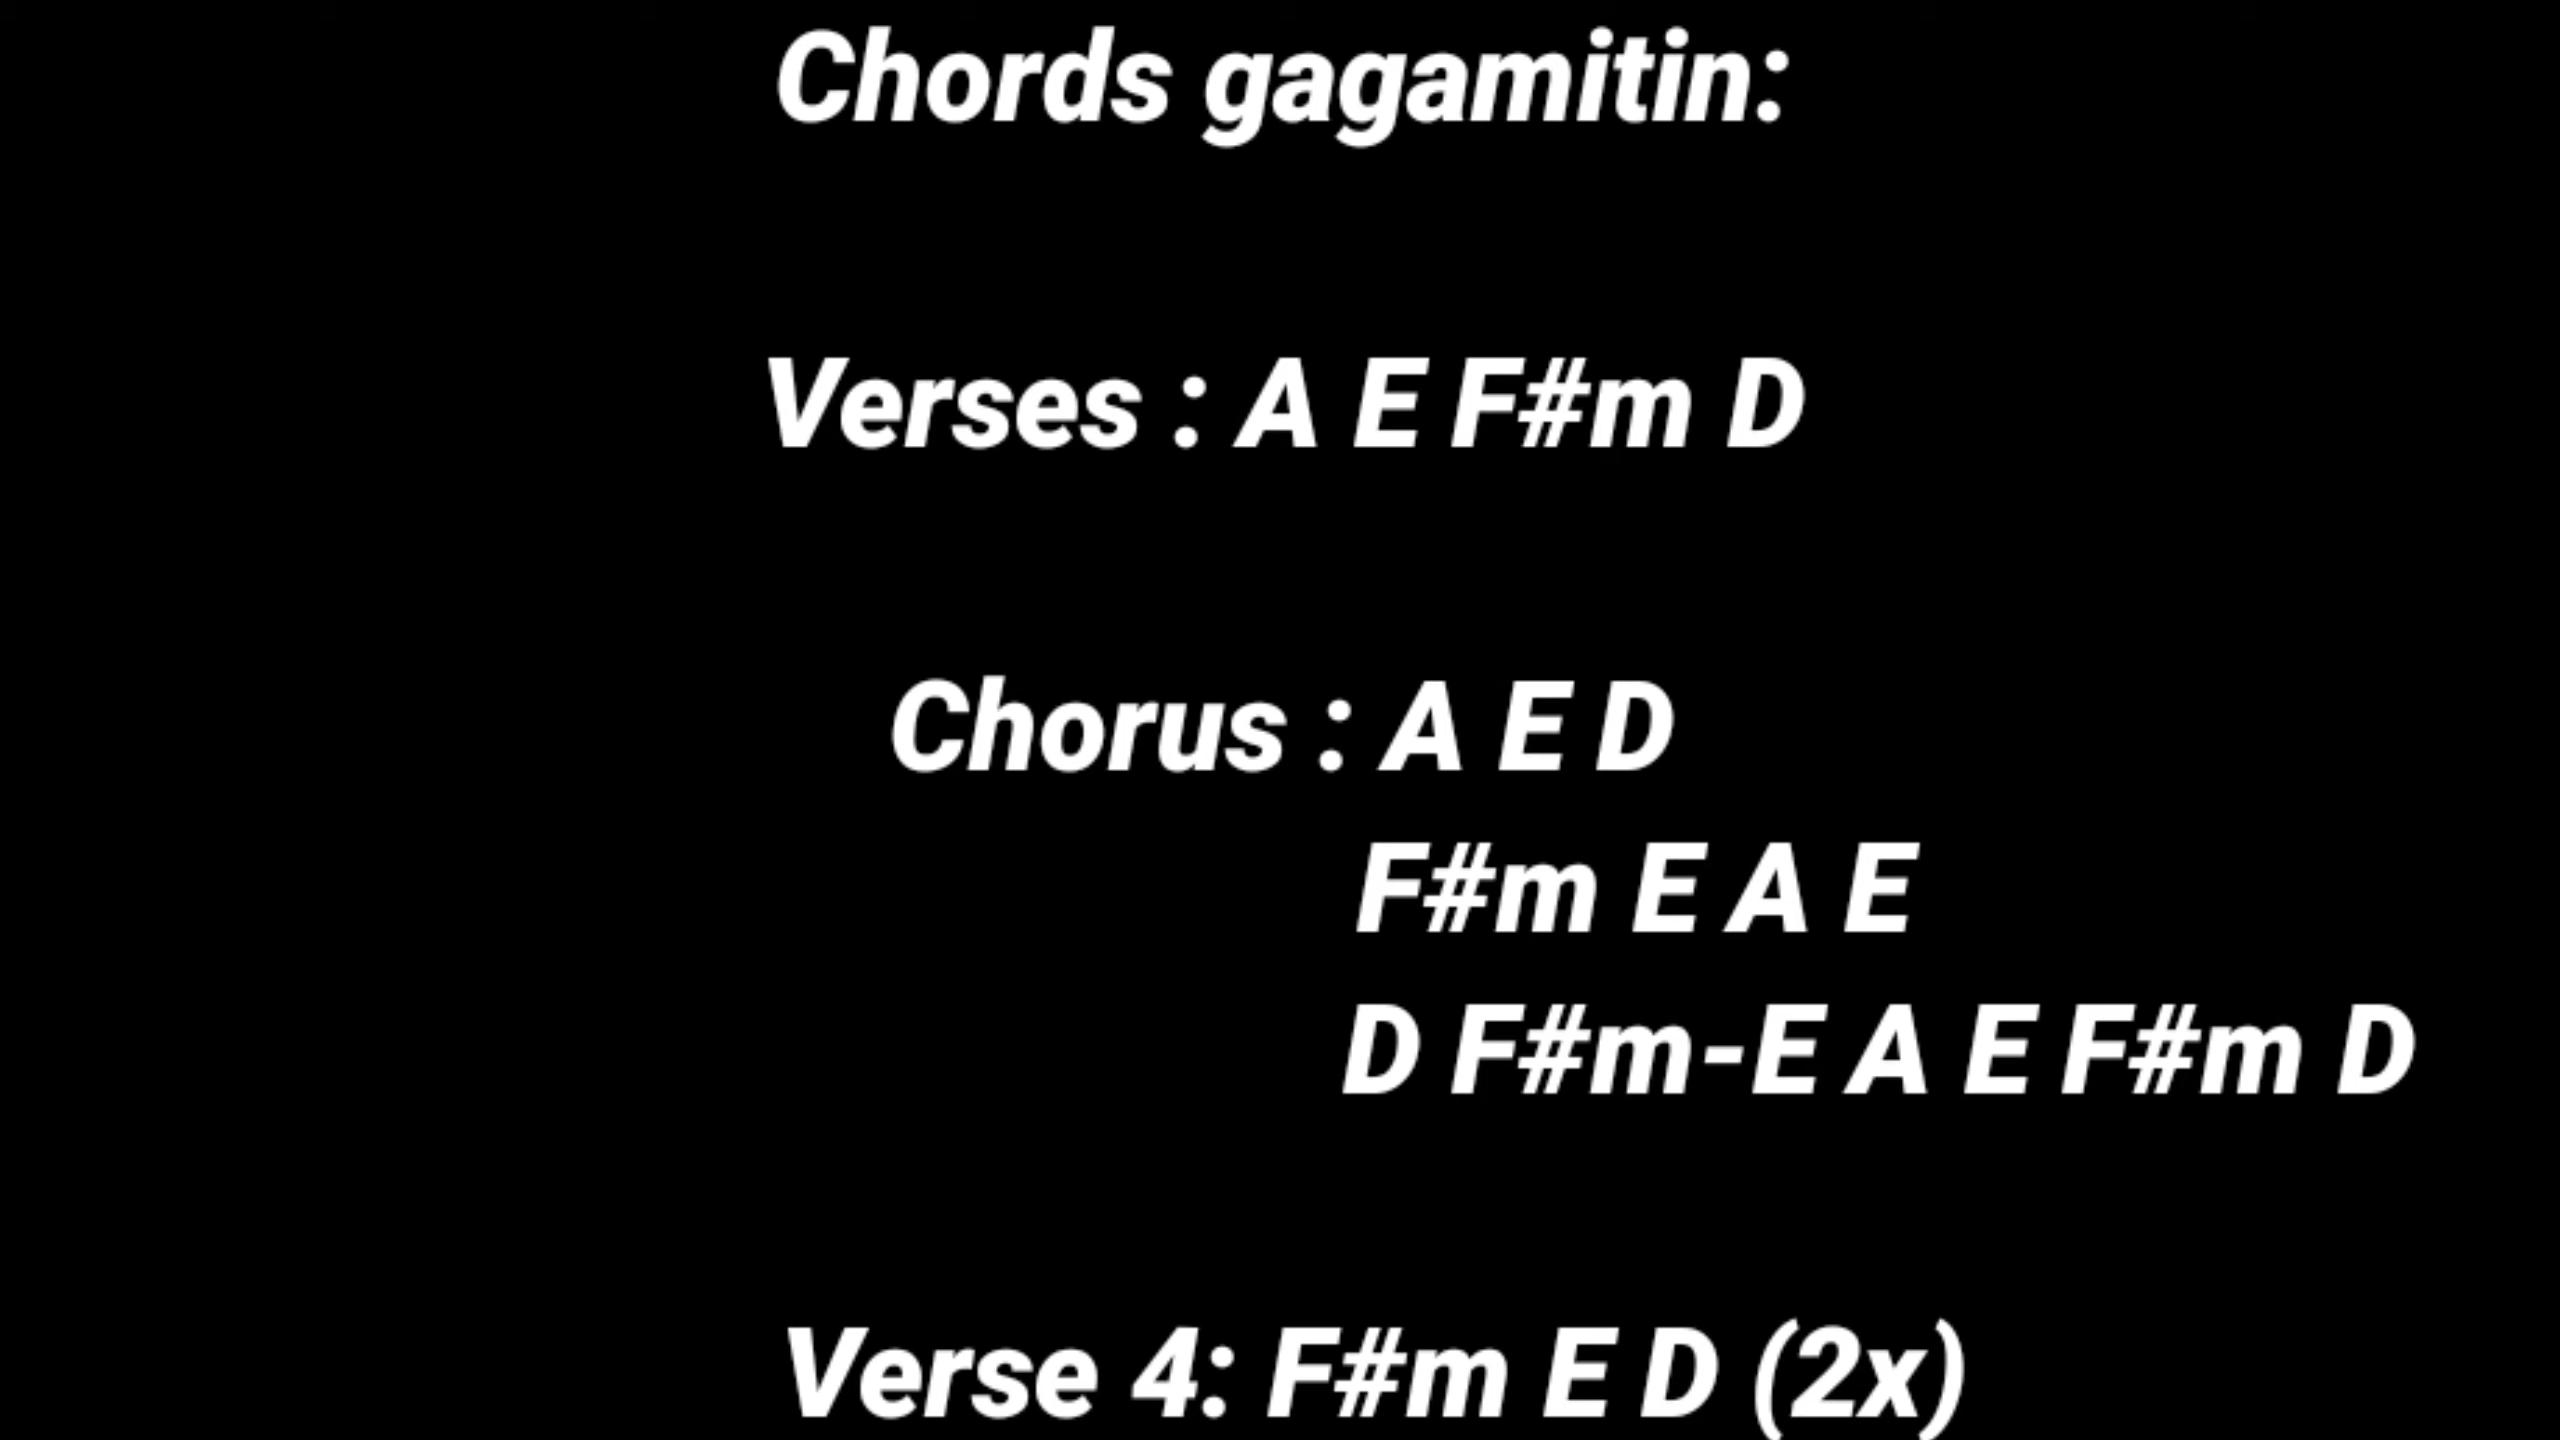 Chords gagamitin:
Verses : A E F#m D
Chorus : A E D
F#m E A E
D F#m-E A E F#m D
Verse 4: F#m E D (2x)